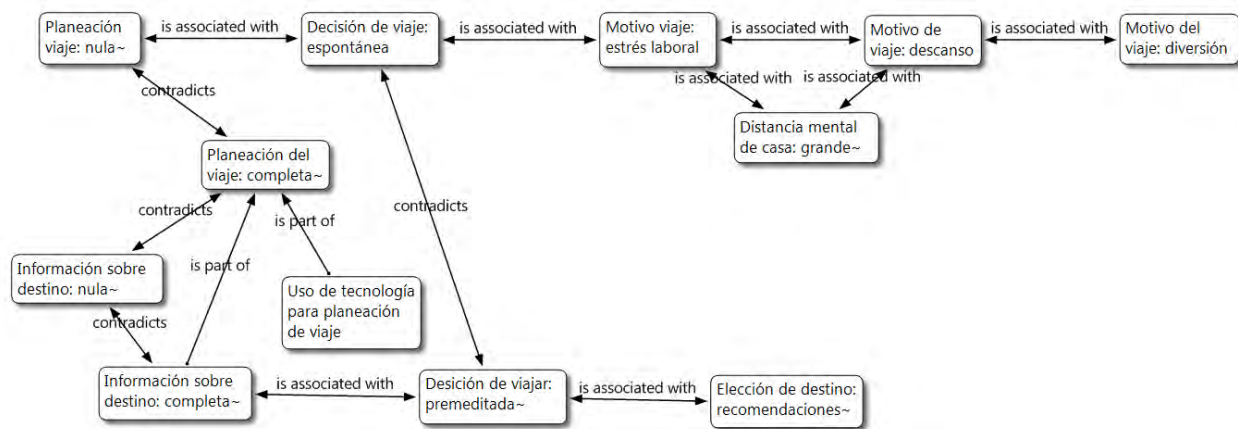 Planeación
viaje: nula~
is associated with
Decisión de viaje:
espontánea
is associated with
Motivo viaje:
estrés laboral
is associated with
Motivo de
viaje: descanso
is associated with
Motivo del
viaje: diversión
is associated with
is associated with
contradicts
Distancia mental
de casa: grande~
Planeación del
viaje: completa~
contradicts
is part of
contradicts
is part of
Información sobre
destino: nula~
Uso de tecnología
para planeación
de viaje
contradicts
Información sobre
destino: completa~
is associated with
Desición de viajar:
premeditada~
is associated with
Elección de destino:
recomendaciones~